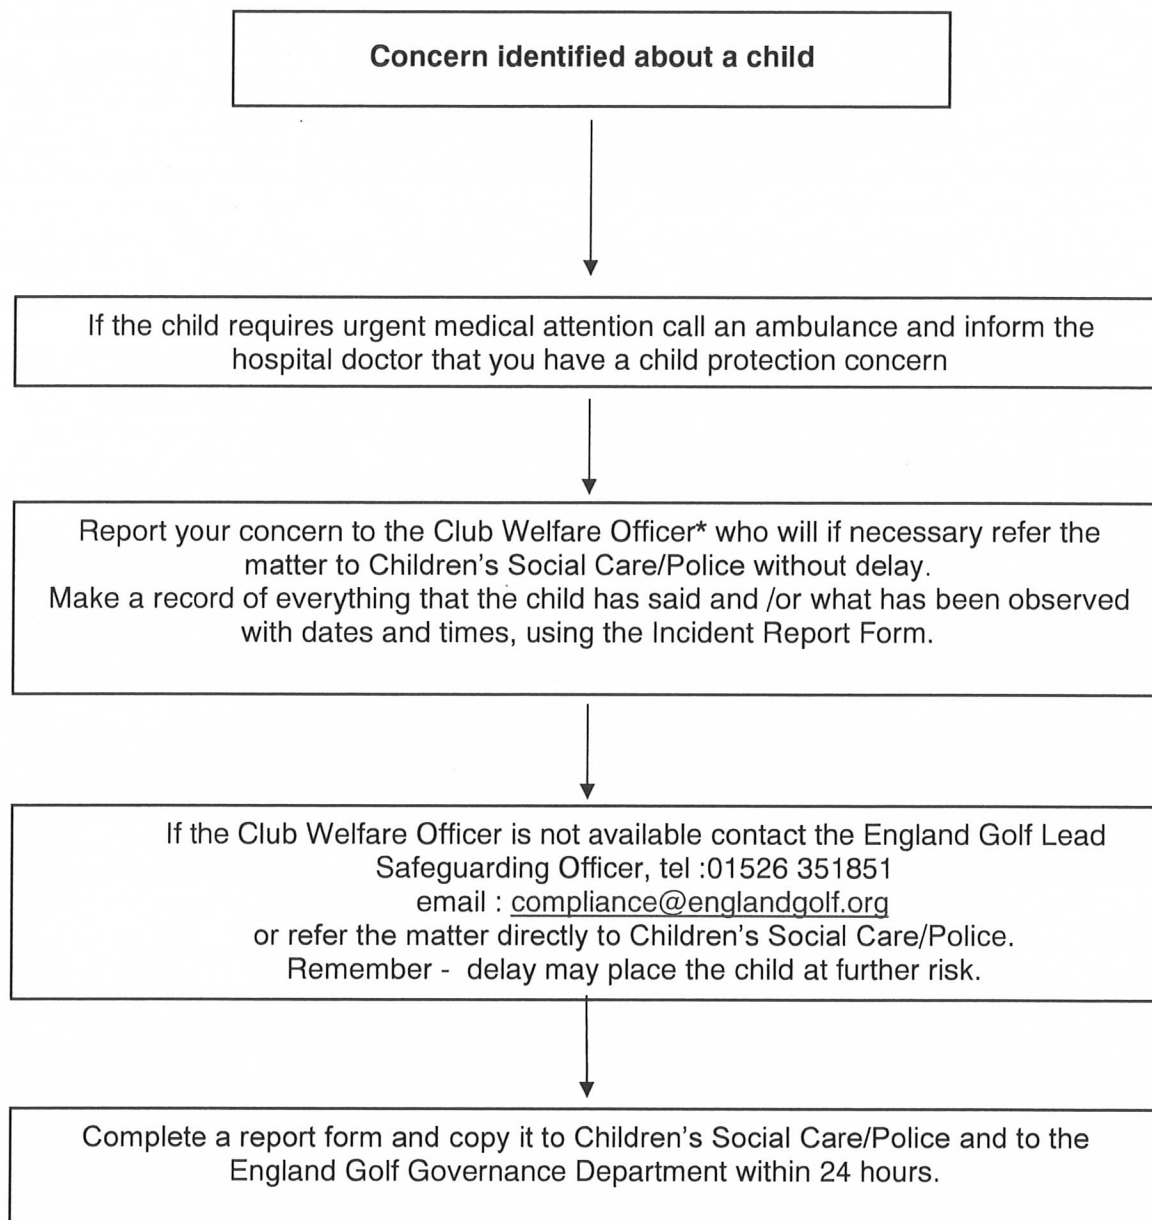 Concern identified about a child
If the child requires urgent medical attention call an ambulance and inform the
hospital doctor that you have a child protection concern
Report your concern to the Club Welfare Officer* who will if necessary refer the
matter to Children's Social Care/Police without delay.
Make a record of everything that the child has said and /or what has been observed
with dates and times, using the Incident Report Form.
If the Club Welfare Officer is not available contact the England Golf Lead
Safeguarding Officer, tel :01526 351851
email : compliance@englandgolf.org
or refer the matter directly to Children's Social Care/Police.
Remember -  delay may place the child at further risk.
Complete a report form and copy it to Children's Social Care/Police and to the
England Golf Governance Department within 24 hours.